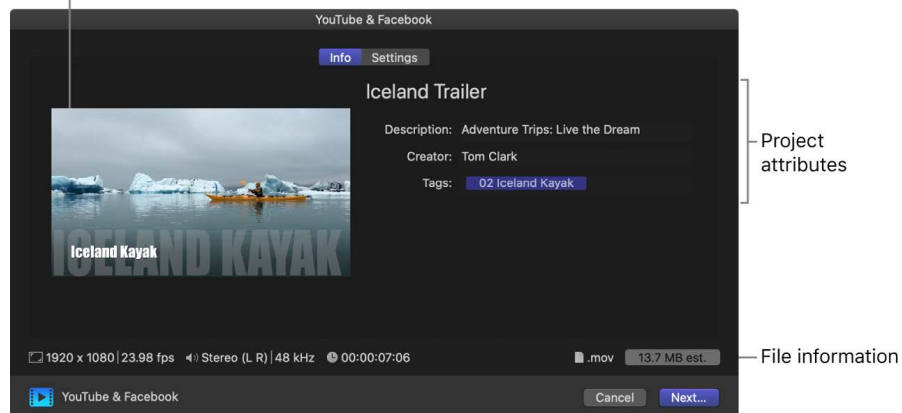 YouTube & Facebook
Info Settings
Iceland Trailer
Description: Adventure Trips: Live the Dream
Creator: Tom Clark
Tags: 02 Iceland Kayak
Project
attributes
ICELAND KAYAK
Iceland Kayak
1920 x 1080 | 23.98 fps Stereo (L R) | 48 kHz 00:00:07:06 .mov 13.7 MB est.
File information
YouTube & Facebook Cancel Next...